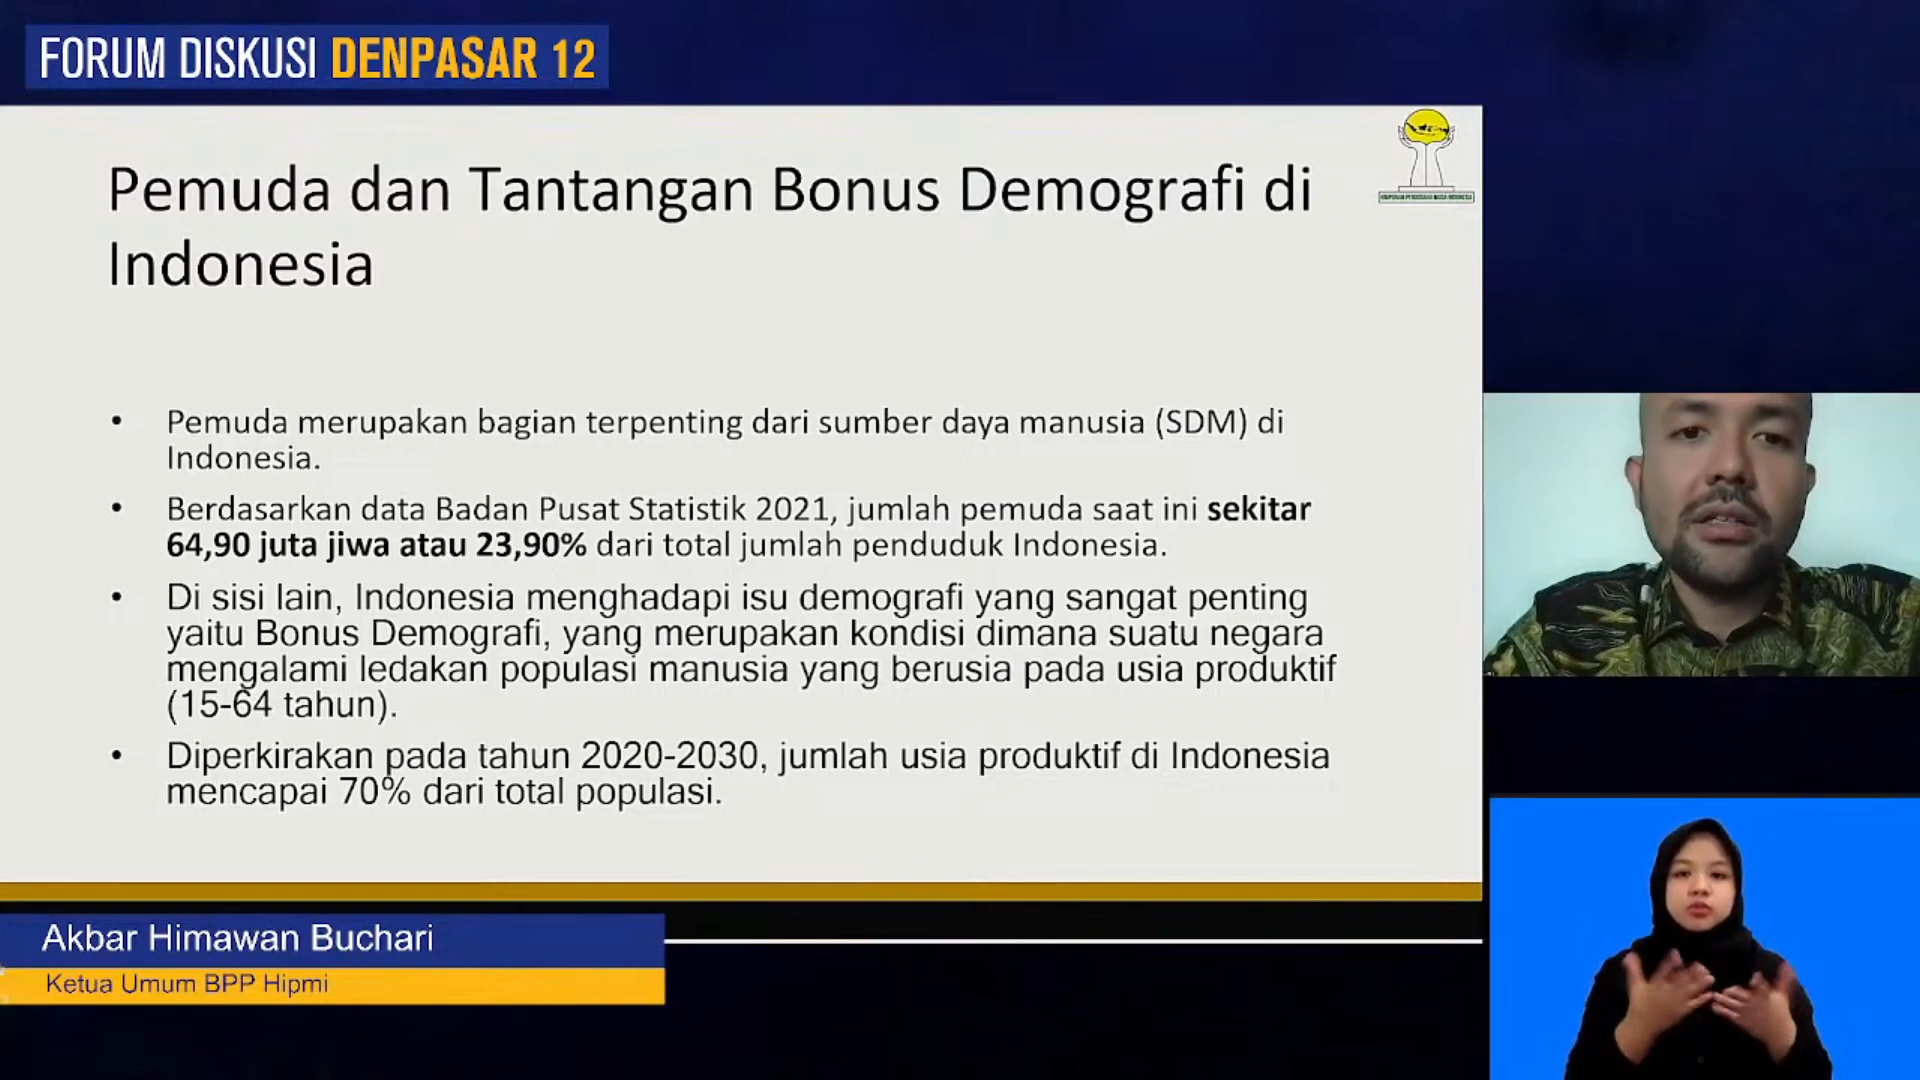 FORUM DISKUSI DENPASAR 12
HIMPUNAN PENGUSAHA MUDA INDONESIA
Pemuda dan Tantangan Bonus Demografi di
Indonesia
• Pemuda merupakan bagian terpenting dari sumber daya manusia (SDM) di
Indonesia.
• Berdasarkan data Badan Pusat Statistik 2021, jumlah pemuda saat ini sekitar
64,90 juta jiwa atau 23,90% dari total jumlah penduduk Indonesia.
• Di sisi lain, Indonesia menghadapi isu demografi yang sangat penting
yaitu Bonus Demografi, yang merupakan kondisi dimana suatu negara
mengalami ledakan populasi manusia yang berusia pada usia produktif
(15-64 tahun).
• Diperkirakan pada tahun 2020-2030, jumlah usia produktif di Indonesia
mencapai 70% dari total populasi.
Akbar Himawan Buchari
Ketua Umum BPP Hipmi